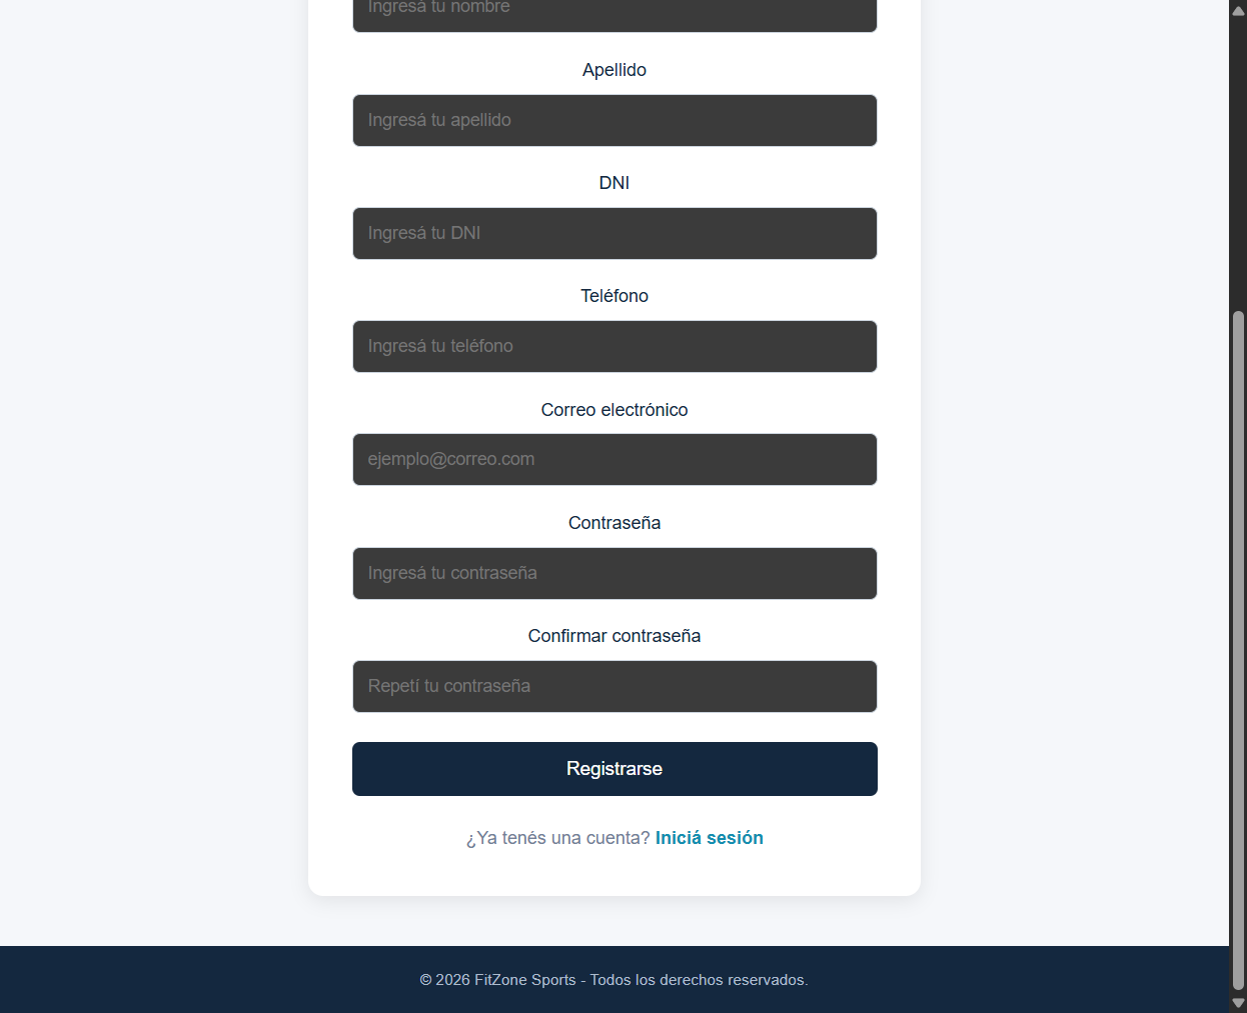 Ingresá tu nombre
Apellido
Ingresá tu apellido
DNI
Ingresá tu DNI
Teléfono
Ingresá tu teléfono
Correo electrónico
ejemplo@correo.com
Contraseña
Ingresá tu contraseña
Confirmar contraseña
Repetí tu contraseña
Registrarse
¿Ya tenés una cuenta? Iniciá sesión
© 2026 FitZone Sports - Todos los derechos reservados.